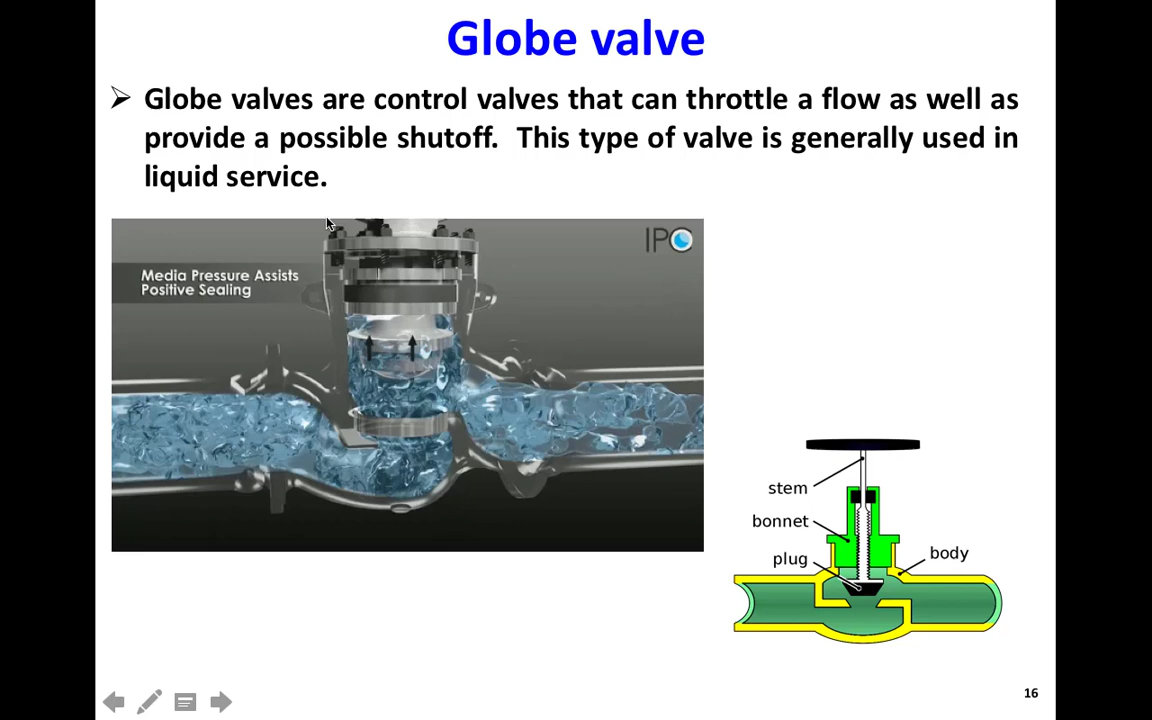 Globe valve
Globe valves are control valves that can throttle a flow as well as
provide a possible shutoff. This type of valve is generally used in
liquid service.
IPC
Media Pressure Assists
Positive Sealing
stem
bonnet
plug
body
16